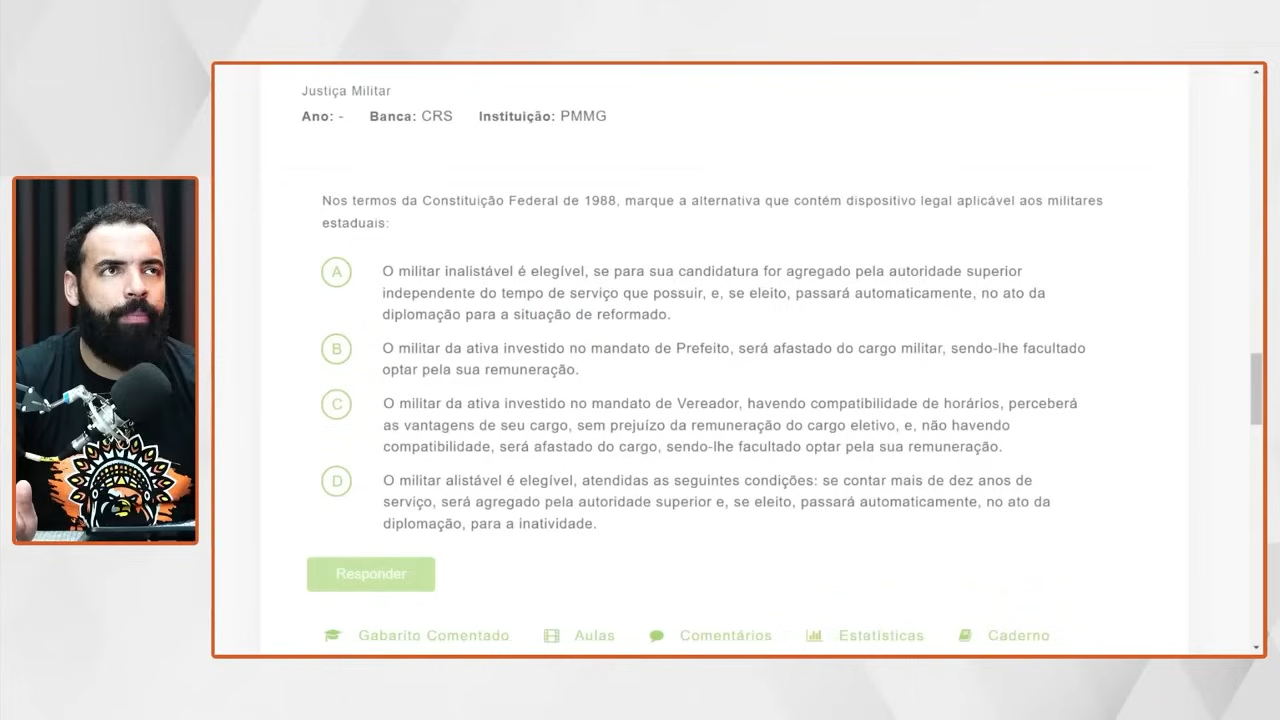 Justiça Militar
Ano: - Banca: CRS Instituição: PMMG
Nos termos da Constituição Federal de 1988, marque a alternativa que contém dispositivo legal aplicável aos militares
estaduais:
A O militar inalistável é elegível, se para sua candidatura for agregado pela autoridade superior
independente do tempo de serviço que possuir, e, se eleito, passará automaticamente, no ato da
diplomação para a situação de reformado.
B O militar da ativa investido no mandato de Prefeito, será afastado do cargo militar, sendo-lhe facultado
optar pela sua remuneração.
C O militar da ativa investido no mandato de Vereador, havendo compatibilidade de horários, perceberá
as vantagens de seu cargo, sem prejuízo da remuneração do cargo eletivo, e, não havendo
compatibilidade, será afastado do cargo, sendo-lhe facultado optar pela sua remuneração.
D O militar alistável é elegível, atendidas as seguintes condições: se contar mais de dez anos de
serviço, será agregado pela autoridade superior e, se eleito, passará automaticamente, no ato da
diplomação, para a inatividade.
Responder
Gabarito Comentado Aulas Comentários Estatísticas Caderno